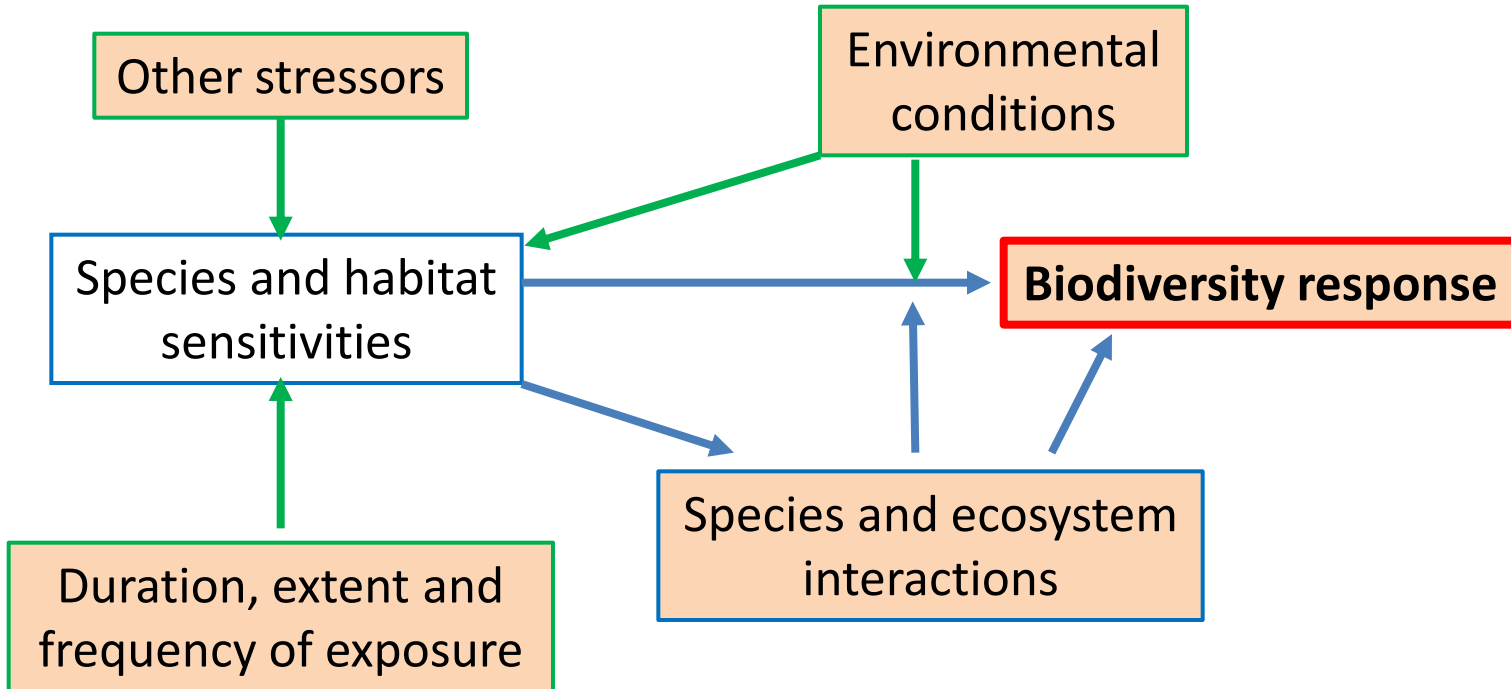 Other stressors
Environmental
conditions
Species and habitat
sensitivities
Biodiversity response
Species and ecosystem
interactions
Duration, extent and
frequency of exposure